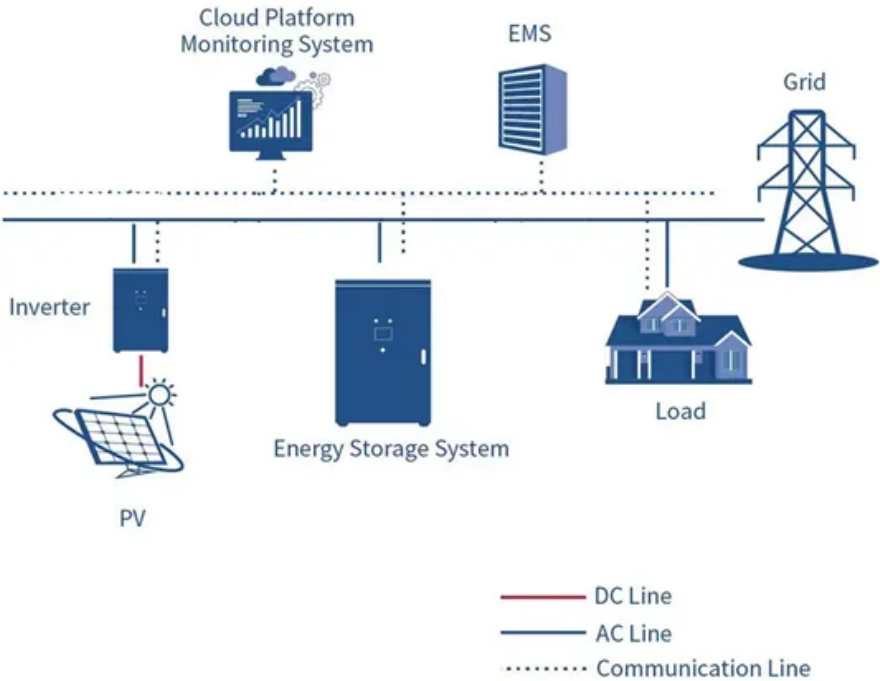 Cloud Platform
Monitoring System
EMS
Grid
Inverter
Load
Energy Storage System
PV
DC Line
AC Line
Communication Line